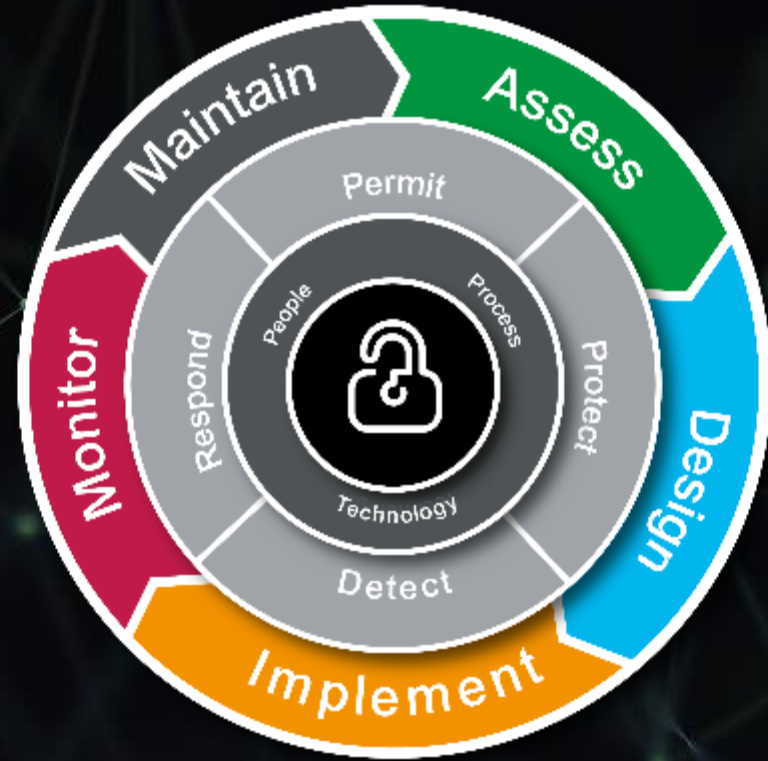 Assess
Design
Implement
Monitor
Maintain
Permit
Protect
Detect
Respond
People
Process
Technology